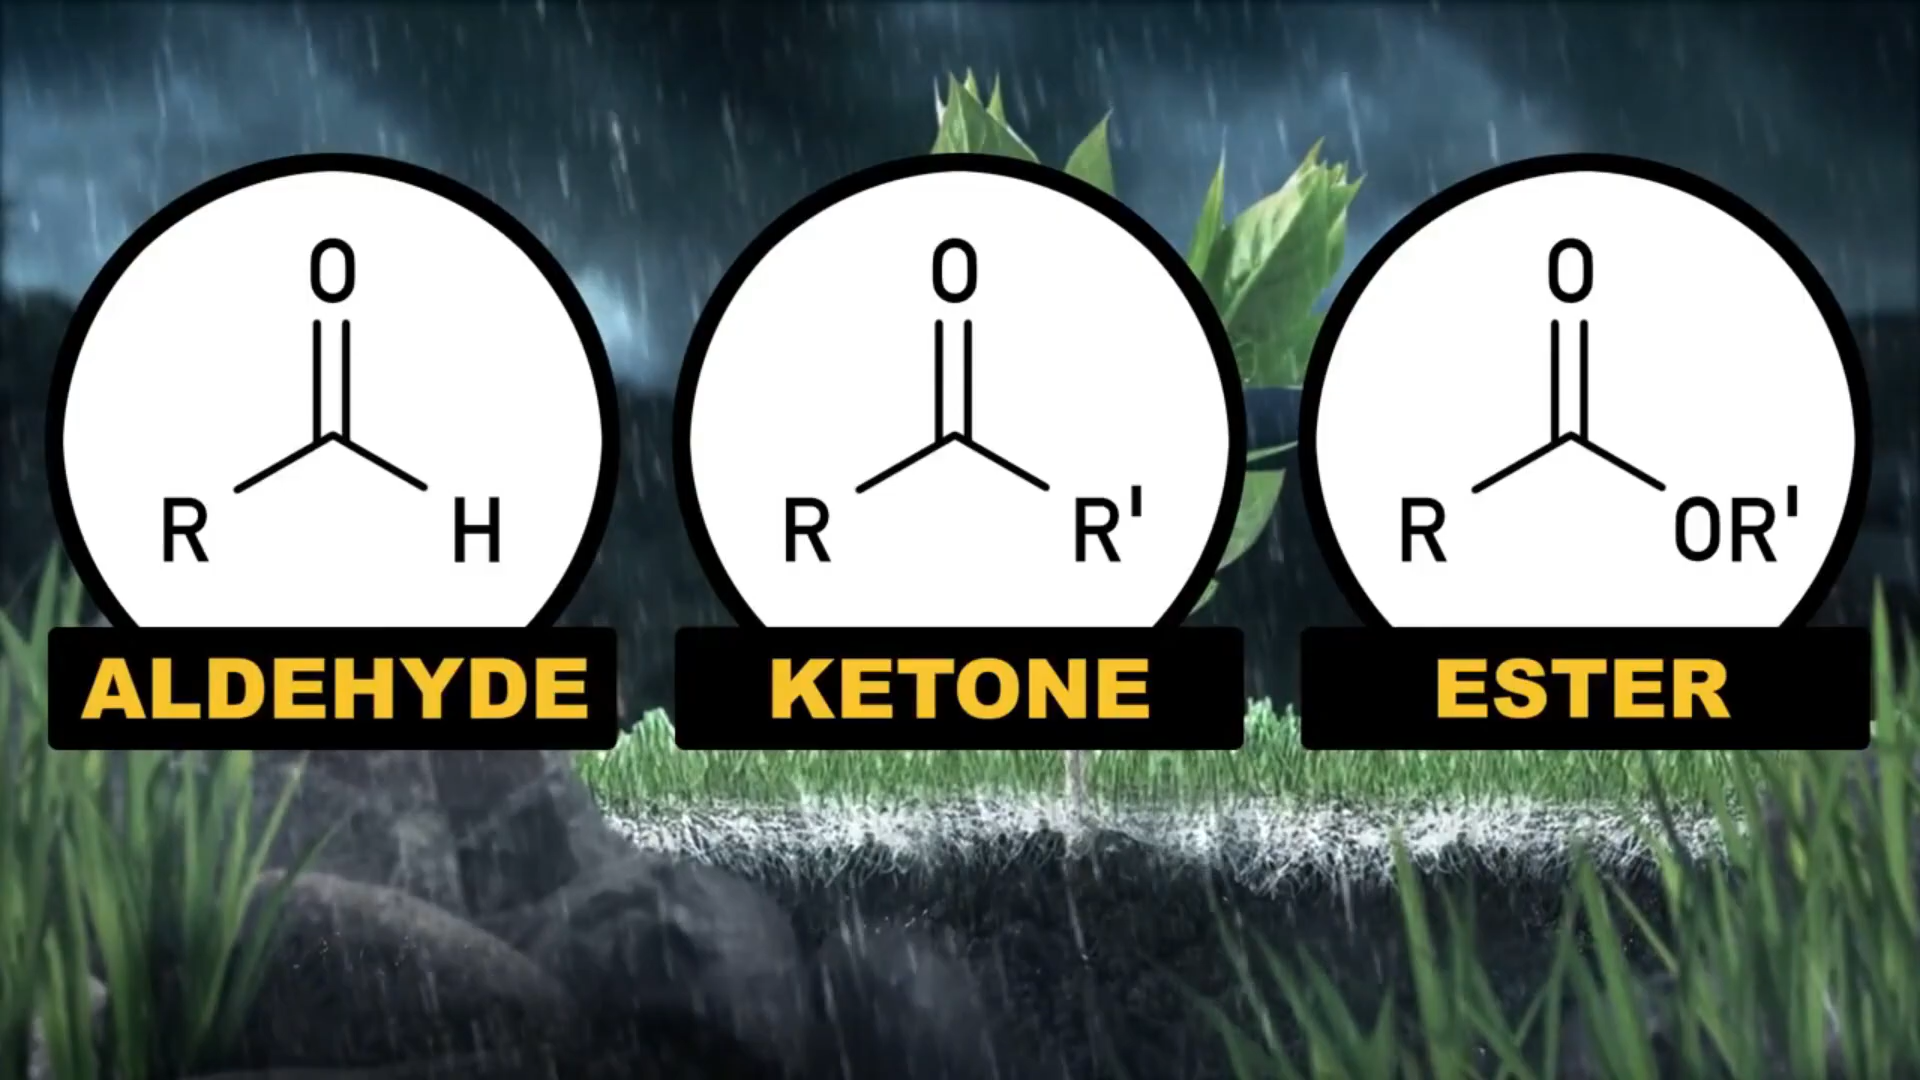 O
R H
ALDEHYDE
O
R R'
KETONE
O
R OR'
ESTER